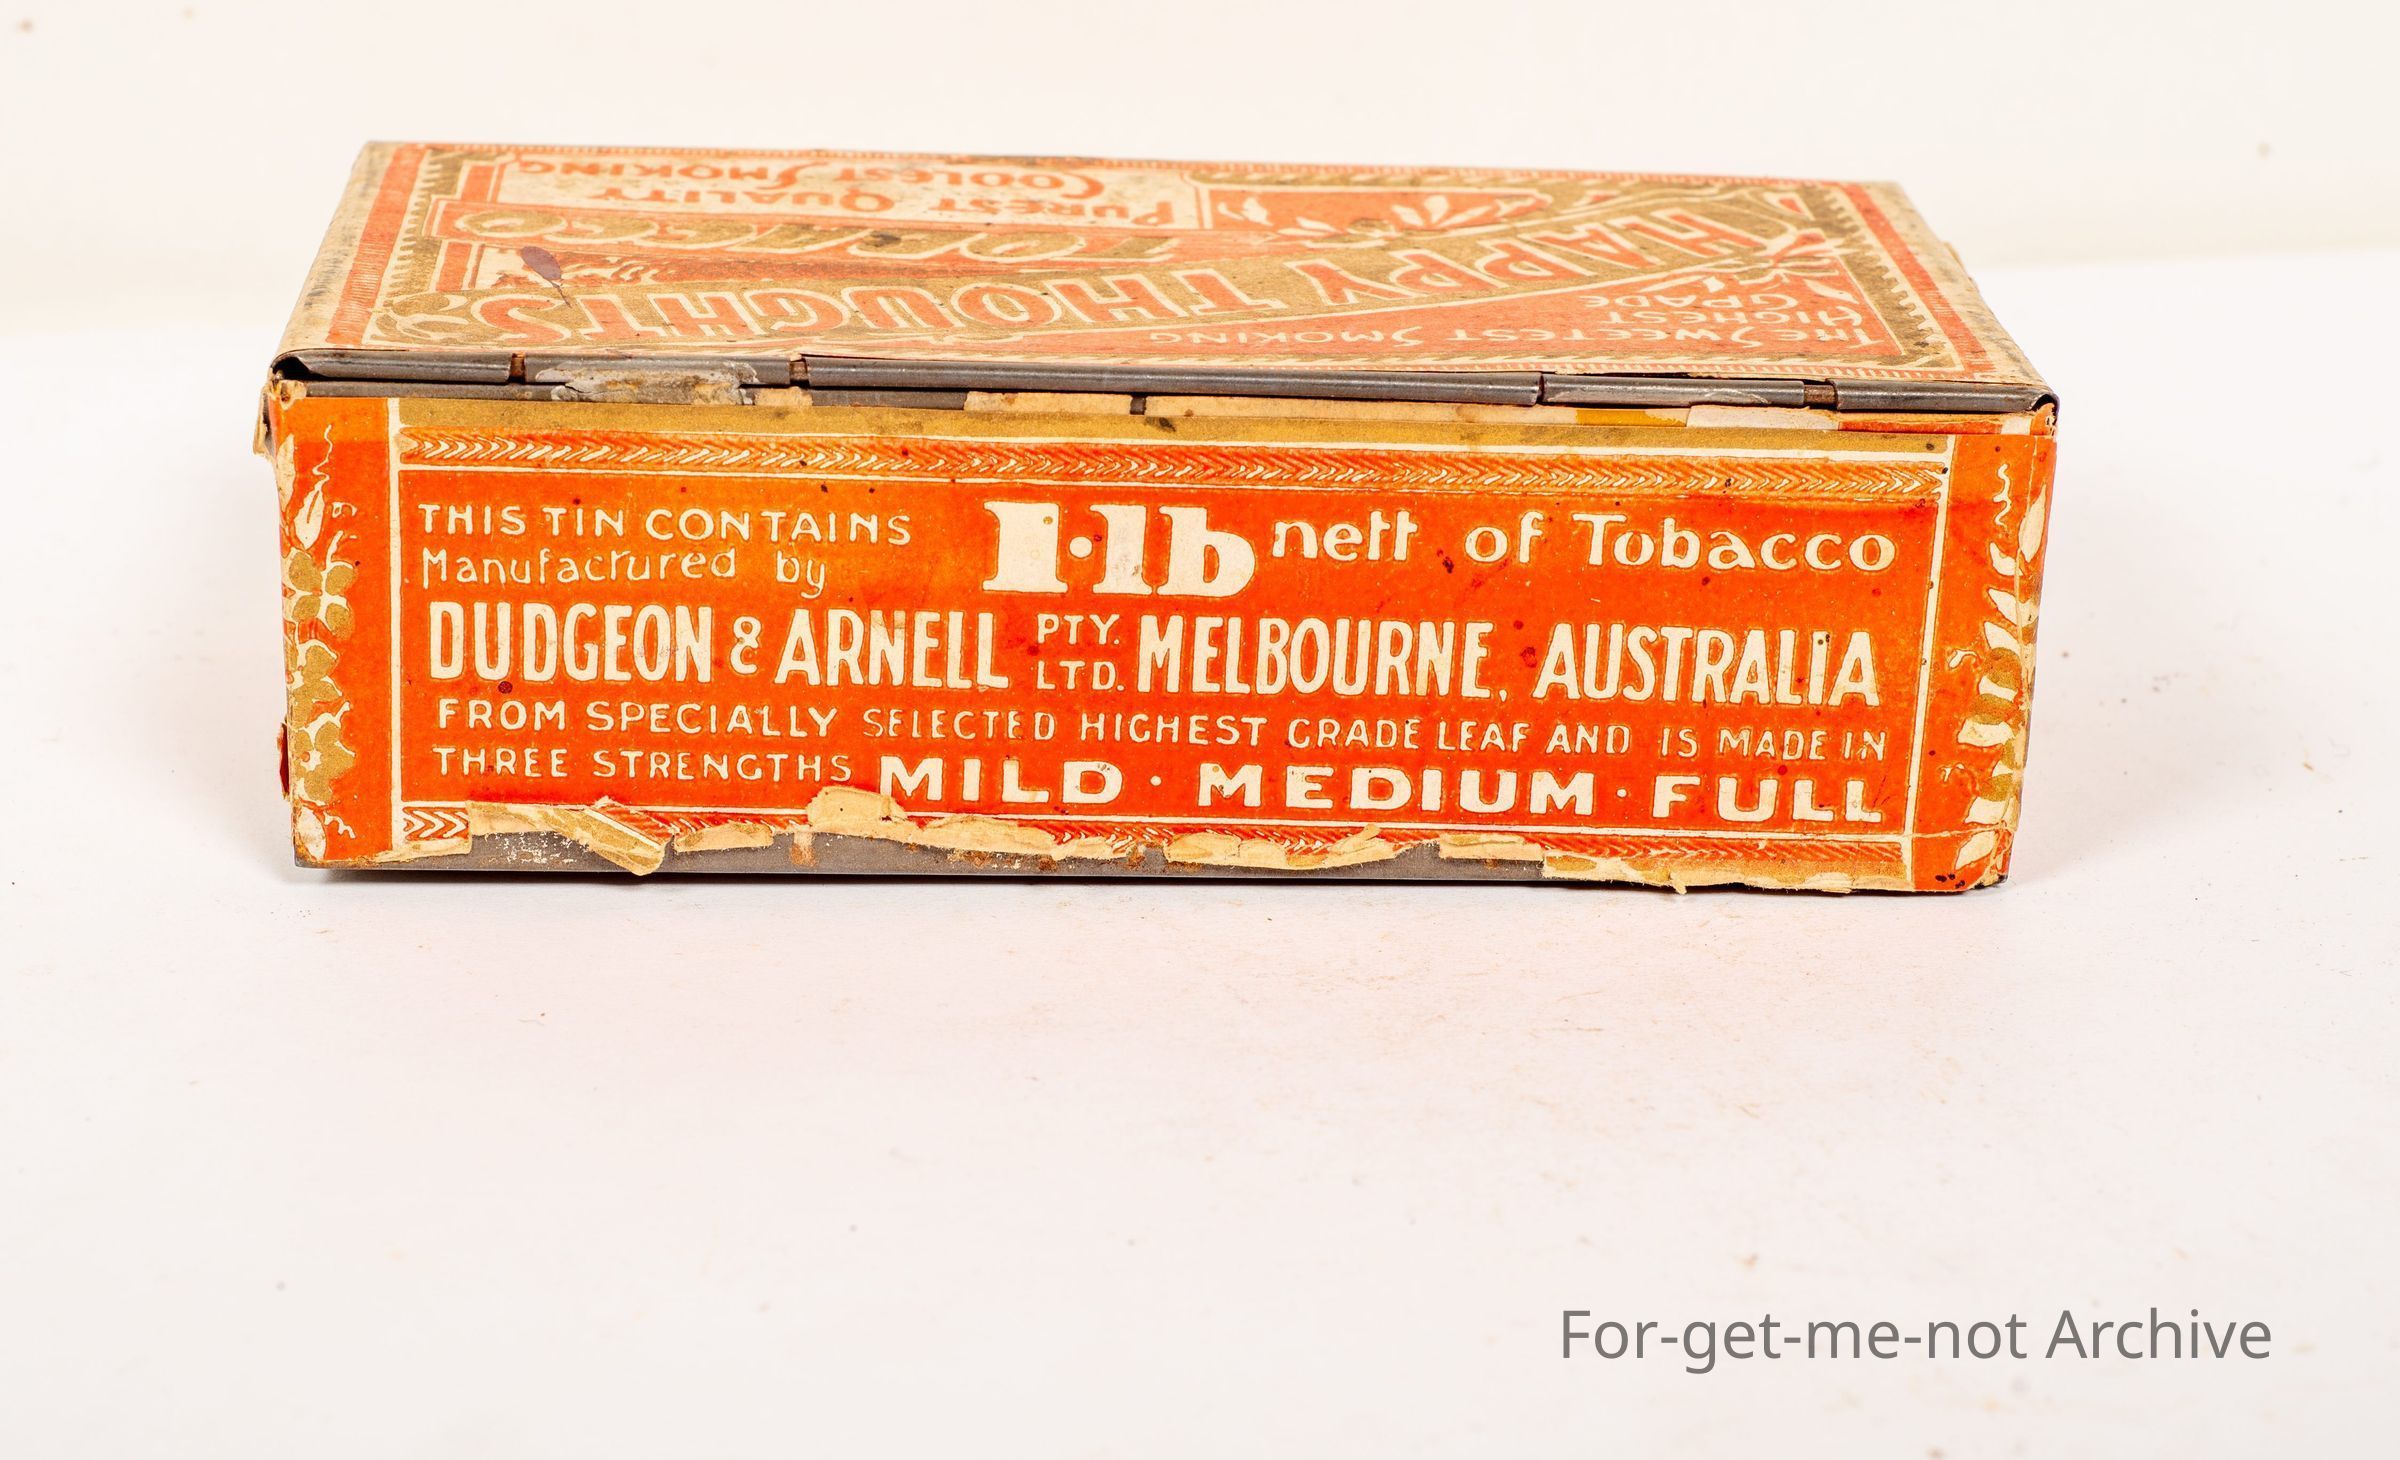 HAPPY THOUGHTS
TOBACCO
PUREST QUALITY
COOLEST SMOKING
THE SWEETEST SMOKING
HIGHEST
GRADE
THIS TIN CONTAINS 1·lb nett of Tobacco
Manufactured by
DUDGEON & ARNELL PTY. LTD. MELBOURNE, AUSTRALIA
FROM SPECIALLY SELECTED HIGHEST GRADE LEAF AND IS MADE IN
THREE STRENGTHS MILD · MEDIUM · FULL
For-get-me-not Archive